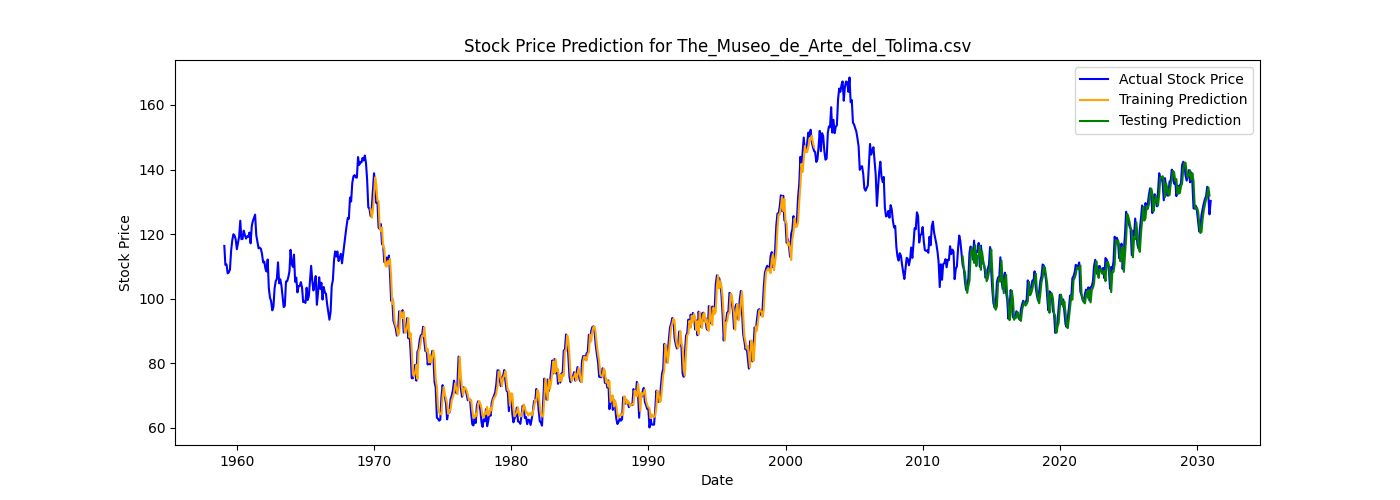 Stock Price Prediction for The_Museo_de_Arte_del_Tolima.csv
Actual Stock Price
Training Prediction
Testing Prediction
Stock Price
160
140
120
100
80
60
1960
1970
1980
1990
2000
2010
2020
2030
Date